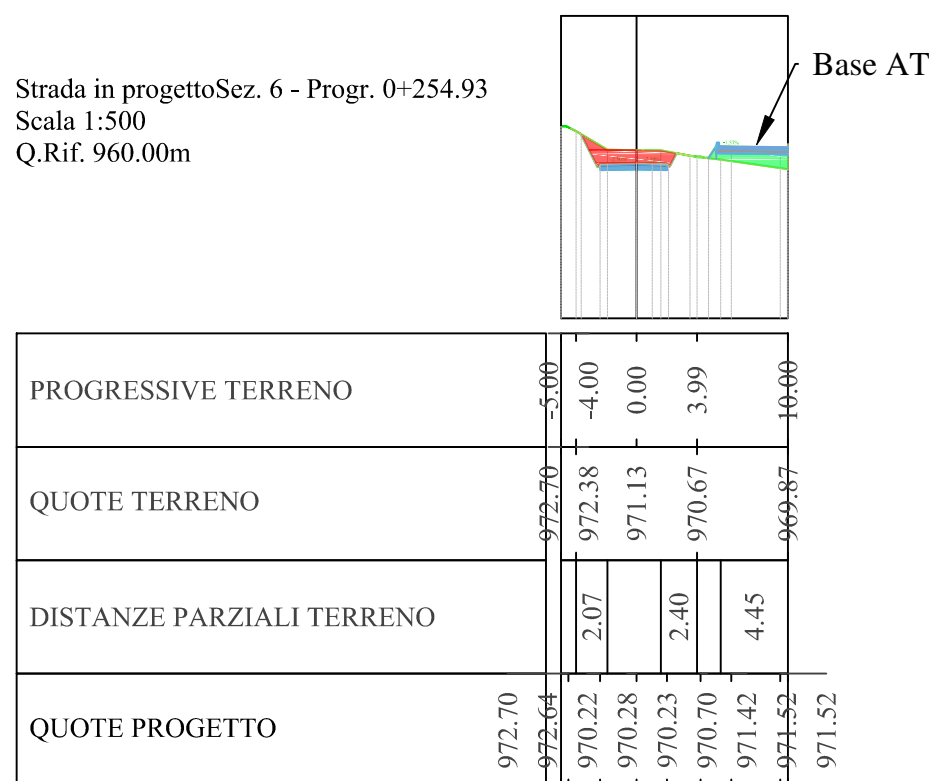 Base AT
Strada in progettoSez. 6 - Progr. 0+254.93
Scala 1:500
Q.Rif. 960.00m
PROGRESSIVE TERRENO
-5.00
-4.00
0.00
3.99
10.00
QUOTE TERRENO
972.70
972.38
971.13
970.67
969.87
DISTANZE PARZIALI TERRENO
2.07
2.40
4.45
QUOTE PROGETTO
972.70
972.64
970.22
970.28
970.23
970.70
971.42
971.52
971.52